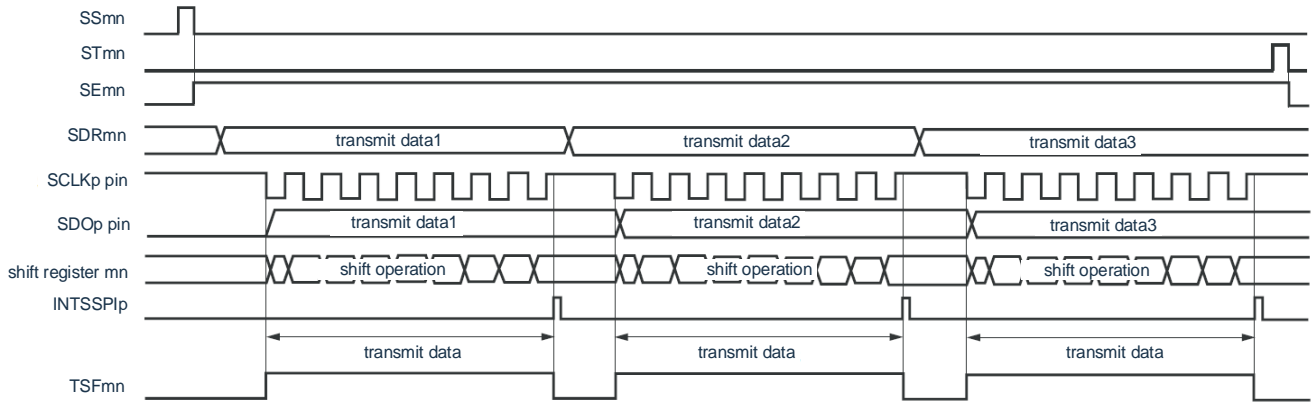 SSmn
STmn
SEmn
SDRmn transmit data1 transmit data2 transmit data3
SCLKp pin
SDOp pin transmit data1 transmit data2 transmit data3
shift register mn shift operation shift operation shift operation
INTSSPIp
transmit data transmit data transmit data
TSFmn